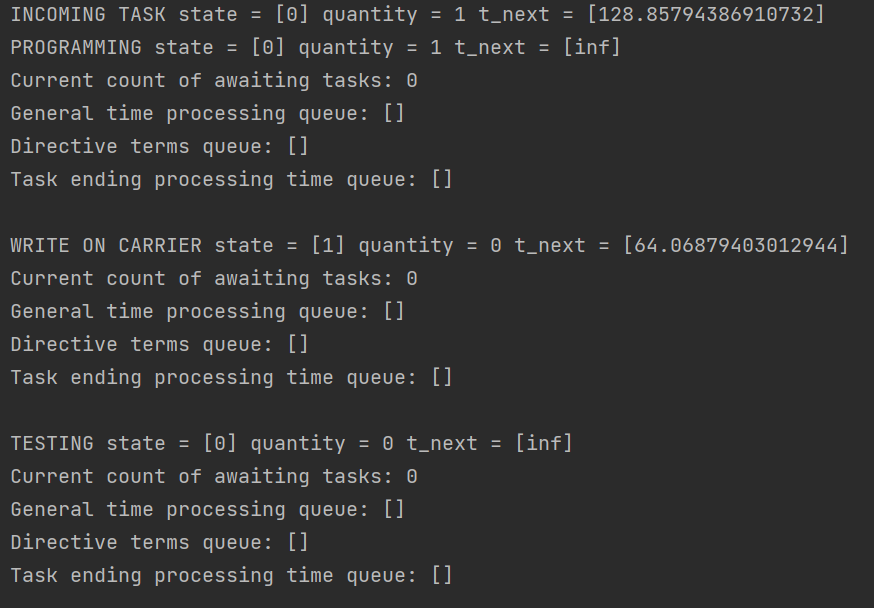 INCOMING TASK state = [0] quantity = 1 t_next = [128.85794386910732]
PROGRAMMING state = [0] quantity = 1 t_next = [inf]
Current count of awaiting tasks: 0
General time processing queue: []
Directive terms queue: []
Task ending processing time queue: []

WRITE ON CARRIER state = [1] quantity = 0 t_next = [64.06879403012944]
Current count of awaiting tasks: 0
General time processing queue: []
Directive terms queue: []
Task ending processing time queue: []

TESTING state = [0] quantity = 0 t_next = [inf]
Current count of awaiting tasks: 0
General time processing queue: []
Directive terms queue: []
Task ending processing time queue: []